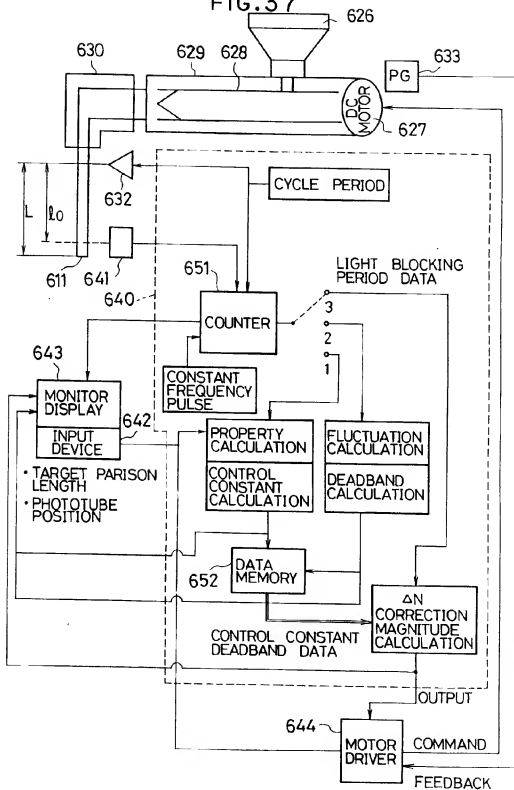 FIG.37
626
630
629
628
PG
633
DC
MOTOR
627
632
CYCLE PERIOD
L
lo
611
641
640
651
COUNTER
LIGHT BLOCKING
PERIOD DATA
3
2
1
CONSTANT
FREQUENCY
PULSE
643
MONITOR
DISPLAY
642
INPUT
DEVICE
• TARGET PARISON
LENGTH
• PHOTOTUBE
POSITION
PROPERTY
CALCULATION
CONTROL
CONSTANT
CALCULATION
FLUCTUATION
CALCULATION
DEADBAND
CALCULATION
652
DATA
MEMORY
CONTROL CONSTANT
DEADBAND DATA
ΔN
CORRECTION
MAGNITUDE
CALCULATION
OUTPUT
644
MOTOR
DRIVER
COMMAND
FEEDBACK